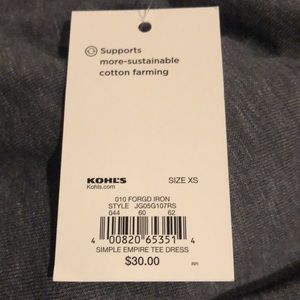 Supports
more-sustainable
cotton farming
KOHL'S SIZE XS
Kohls.com
010 FORGD IRON
STYLE JG05G107RS
044 60 62
4 00820 65351 4
SIMPLE EMPIRE TEE DRESS
$30.00